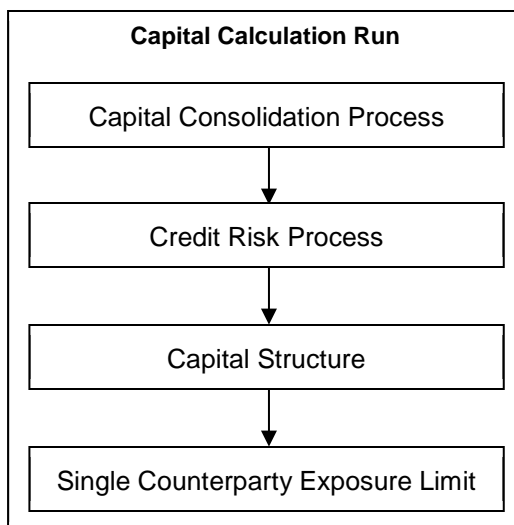 Capital Calculation Run
Capital Consolidation Process
Credit Risk Process
Capital Structure
Single Counterparty Exposure Limit